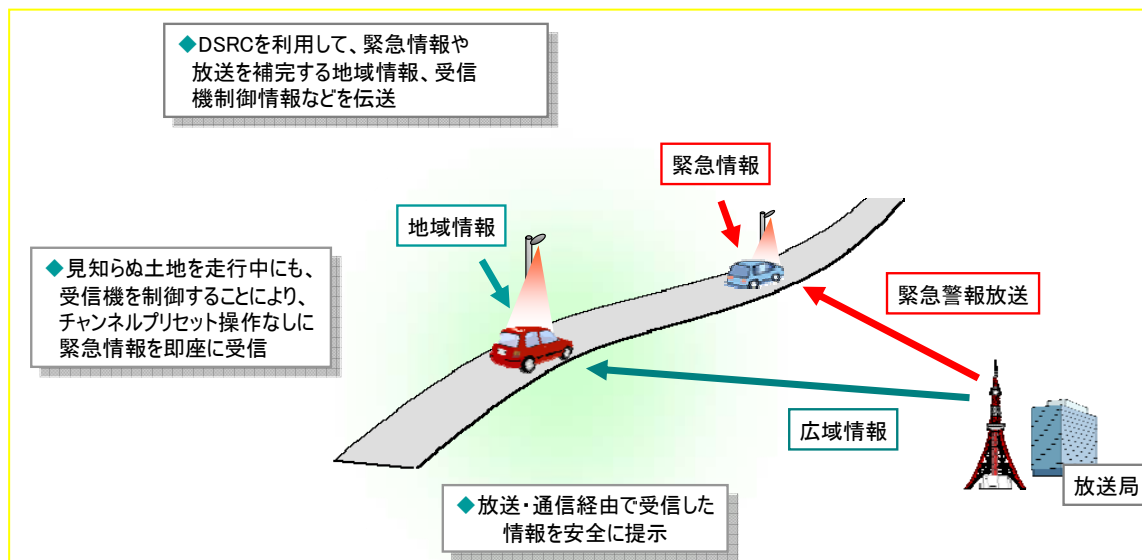 ◆DSRCを利用して、緊急情報や
放送を補完する地域情報、受信
機制御情報などを伝送
緊急情報
地域情報
◆見知らぬ土地を走行中にも、
受信機を制御することにより、
チャンネルプリセット操作なしに
緊急情報を即座に受信
緊急警報放送
広域情報
放送局
◆放送・通信経由で受信した
情報を安全に提示